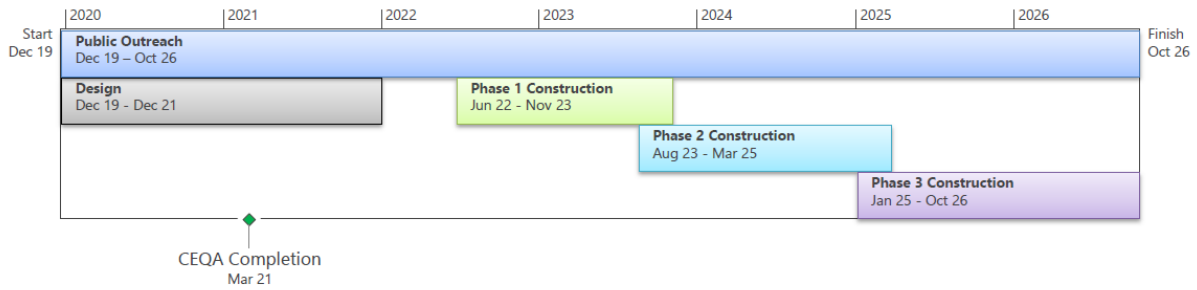 2020 2021 2022 2023 2024 2025 2026
Start
Dec 19
Finish
Oct 26
Public Outreach
Dec 19 – Oct 26
Design
Dec 19 - Dec 21
Phase 1 Construction
Jun 22 - Nov 23
Phase 2 Construction
Aug 23 - Mar 25
Phase 3 Construction
Jan 25 - Oct 26
CEQA Completion
Mar 21